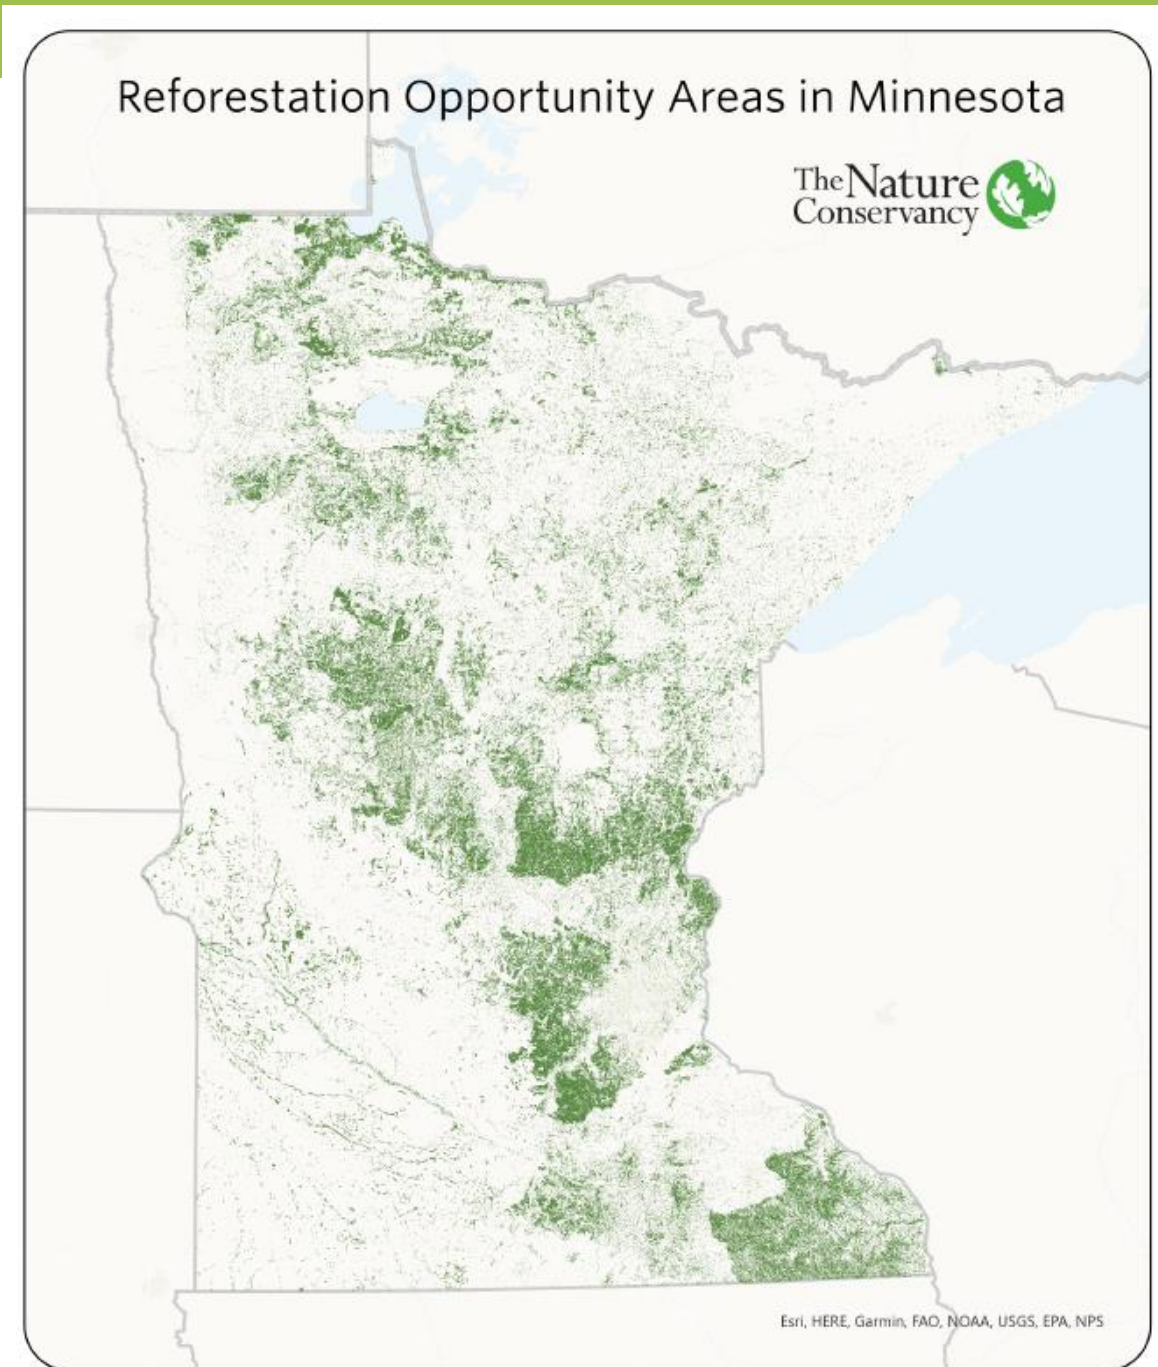 Reforestation Opportunity Areas in Minnesota
The Nature
Conservancy
Esri, HERE, Garmin, FAO, NOAA, USGS, EPA, NPS